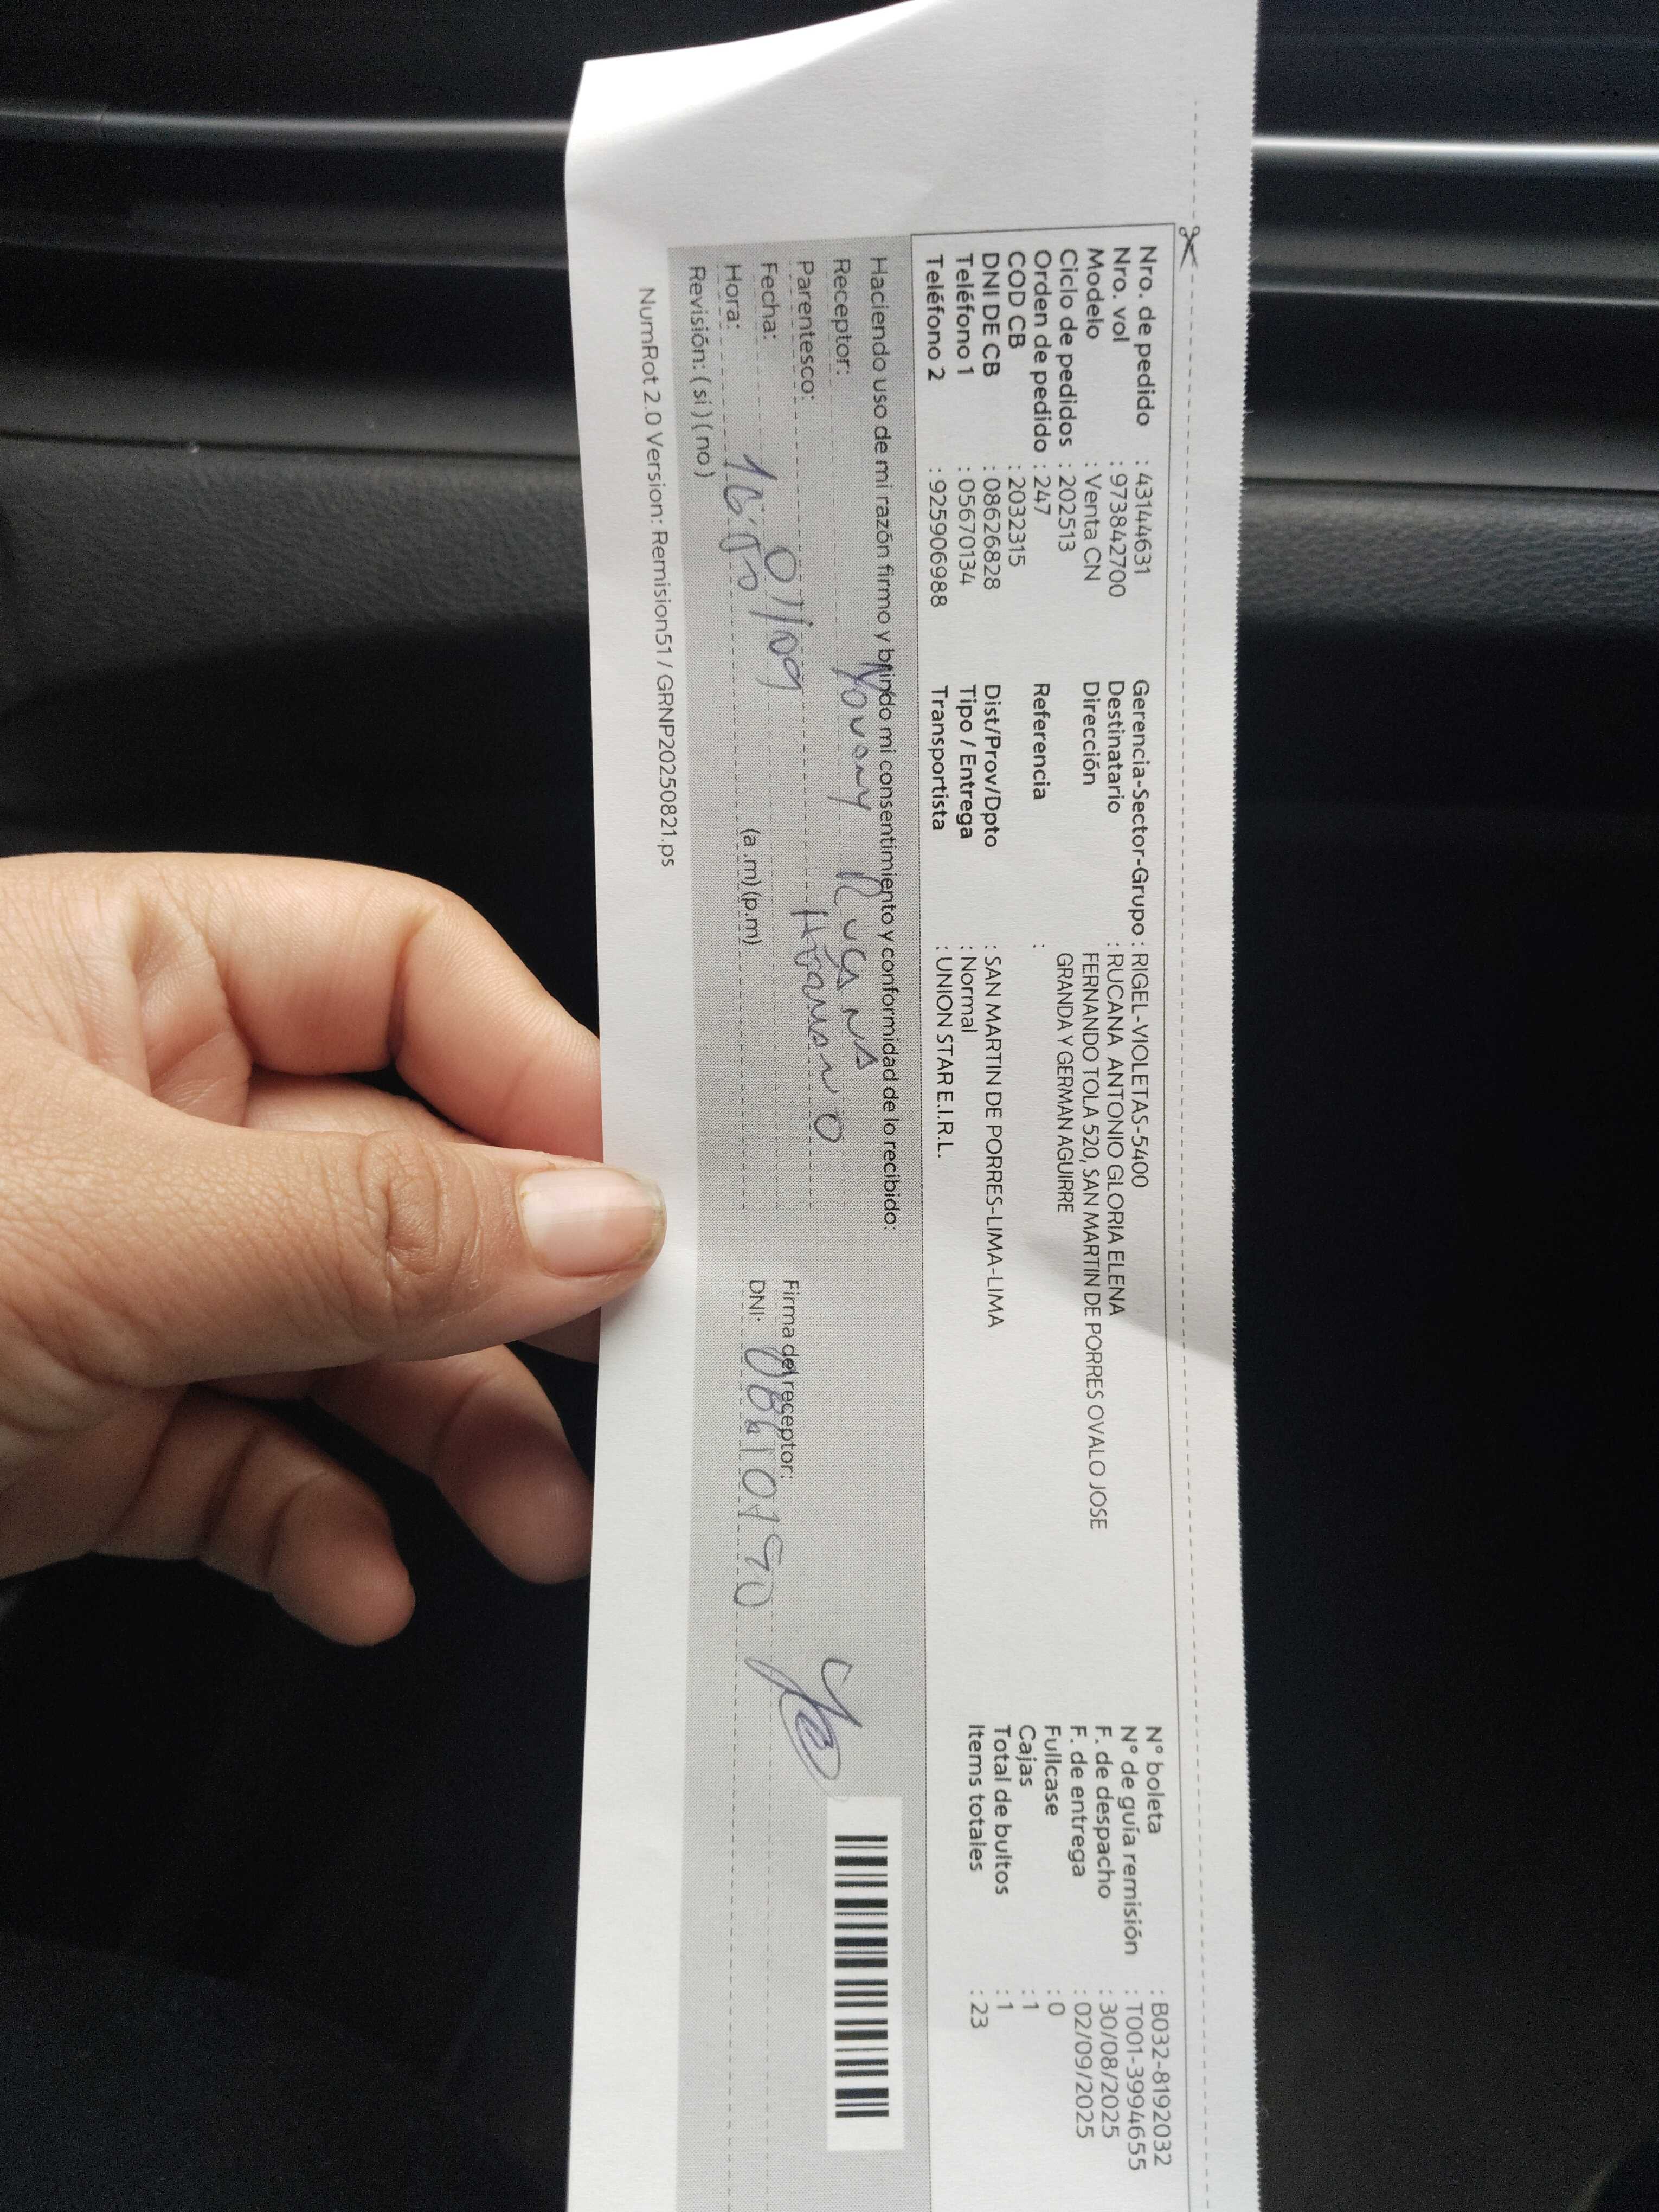 Nro. de pedido : 43144631
Nro. vol : 973842700
Modelo : Venta CN
Ciclo de pedidos : 202513
Orden de pedido : 247
COD CB : 2032315
DNI DE CB : 08626828
Teléfono 1 : 05670134
Teléfono 2 : 925906988
Gerencia-Sector-Grupo : RIGEL-VIOLETAS-5400
Destinatario : RUCANA ANTONIO GLORIA ELENA
Dirección FERNANDO TOLA 520, SAN MARTIN DE PORRES OVALO JOSE
GRANDA Y GERMAN AGUIRRE
Referencia :
Dist/Prov/Dpto : SAN MARTIN DE PORRES-LIMA-LIMA
Tipo / Entrega : Normal
Transportista : UNION STAR E.I.R.L.
N° boleta : B032-8192032
N° de guía remisión : T001-3994655
F. de despacho : 30/08/2025
F. de entrega : 02/09/2025
Fullcase : 0
Cajas : 1
Total de bultos : 1
Items totales : 23
Haciendo uso de mi razón firmo y brindo mi consentimiento y conformidad de lo recibido:
Receptor: Yovany Rucana
Parentesco: Hermano
Fecha: 01/09
Hora: (a .m) (p.m)
Revisión: ( si ) ( no )
Firma del receptor:
DNI:
NumRot 2.0 Version: Remision51 / GRNP20250821.ps